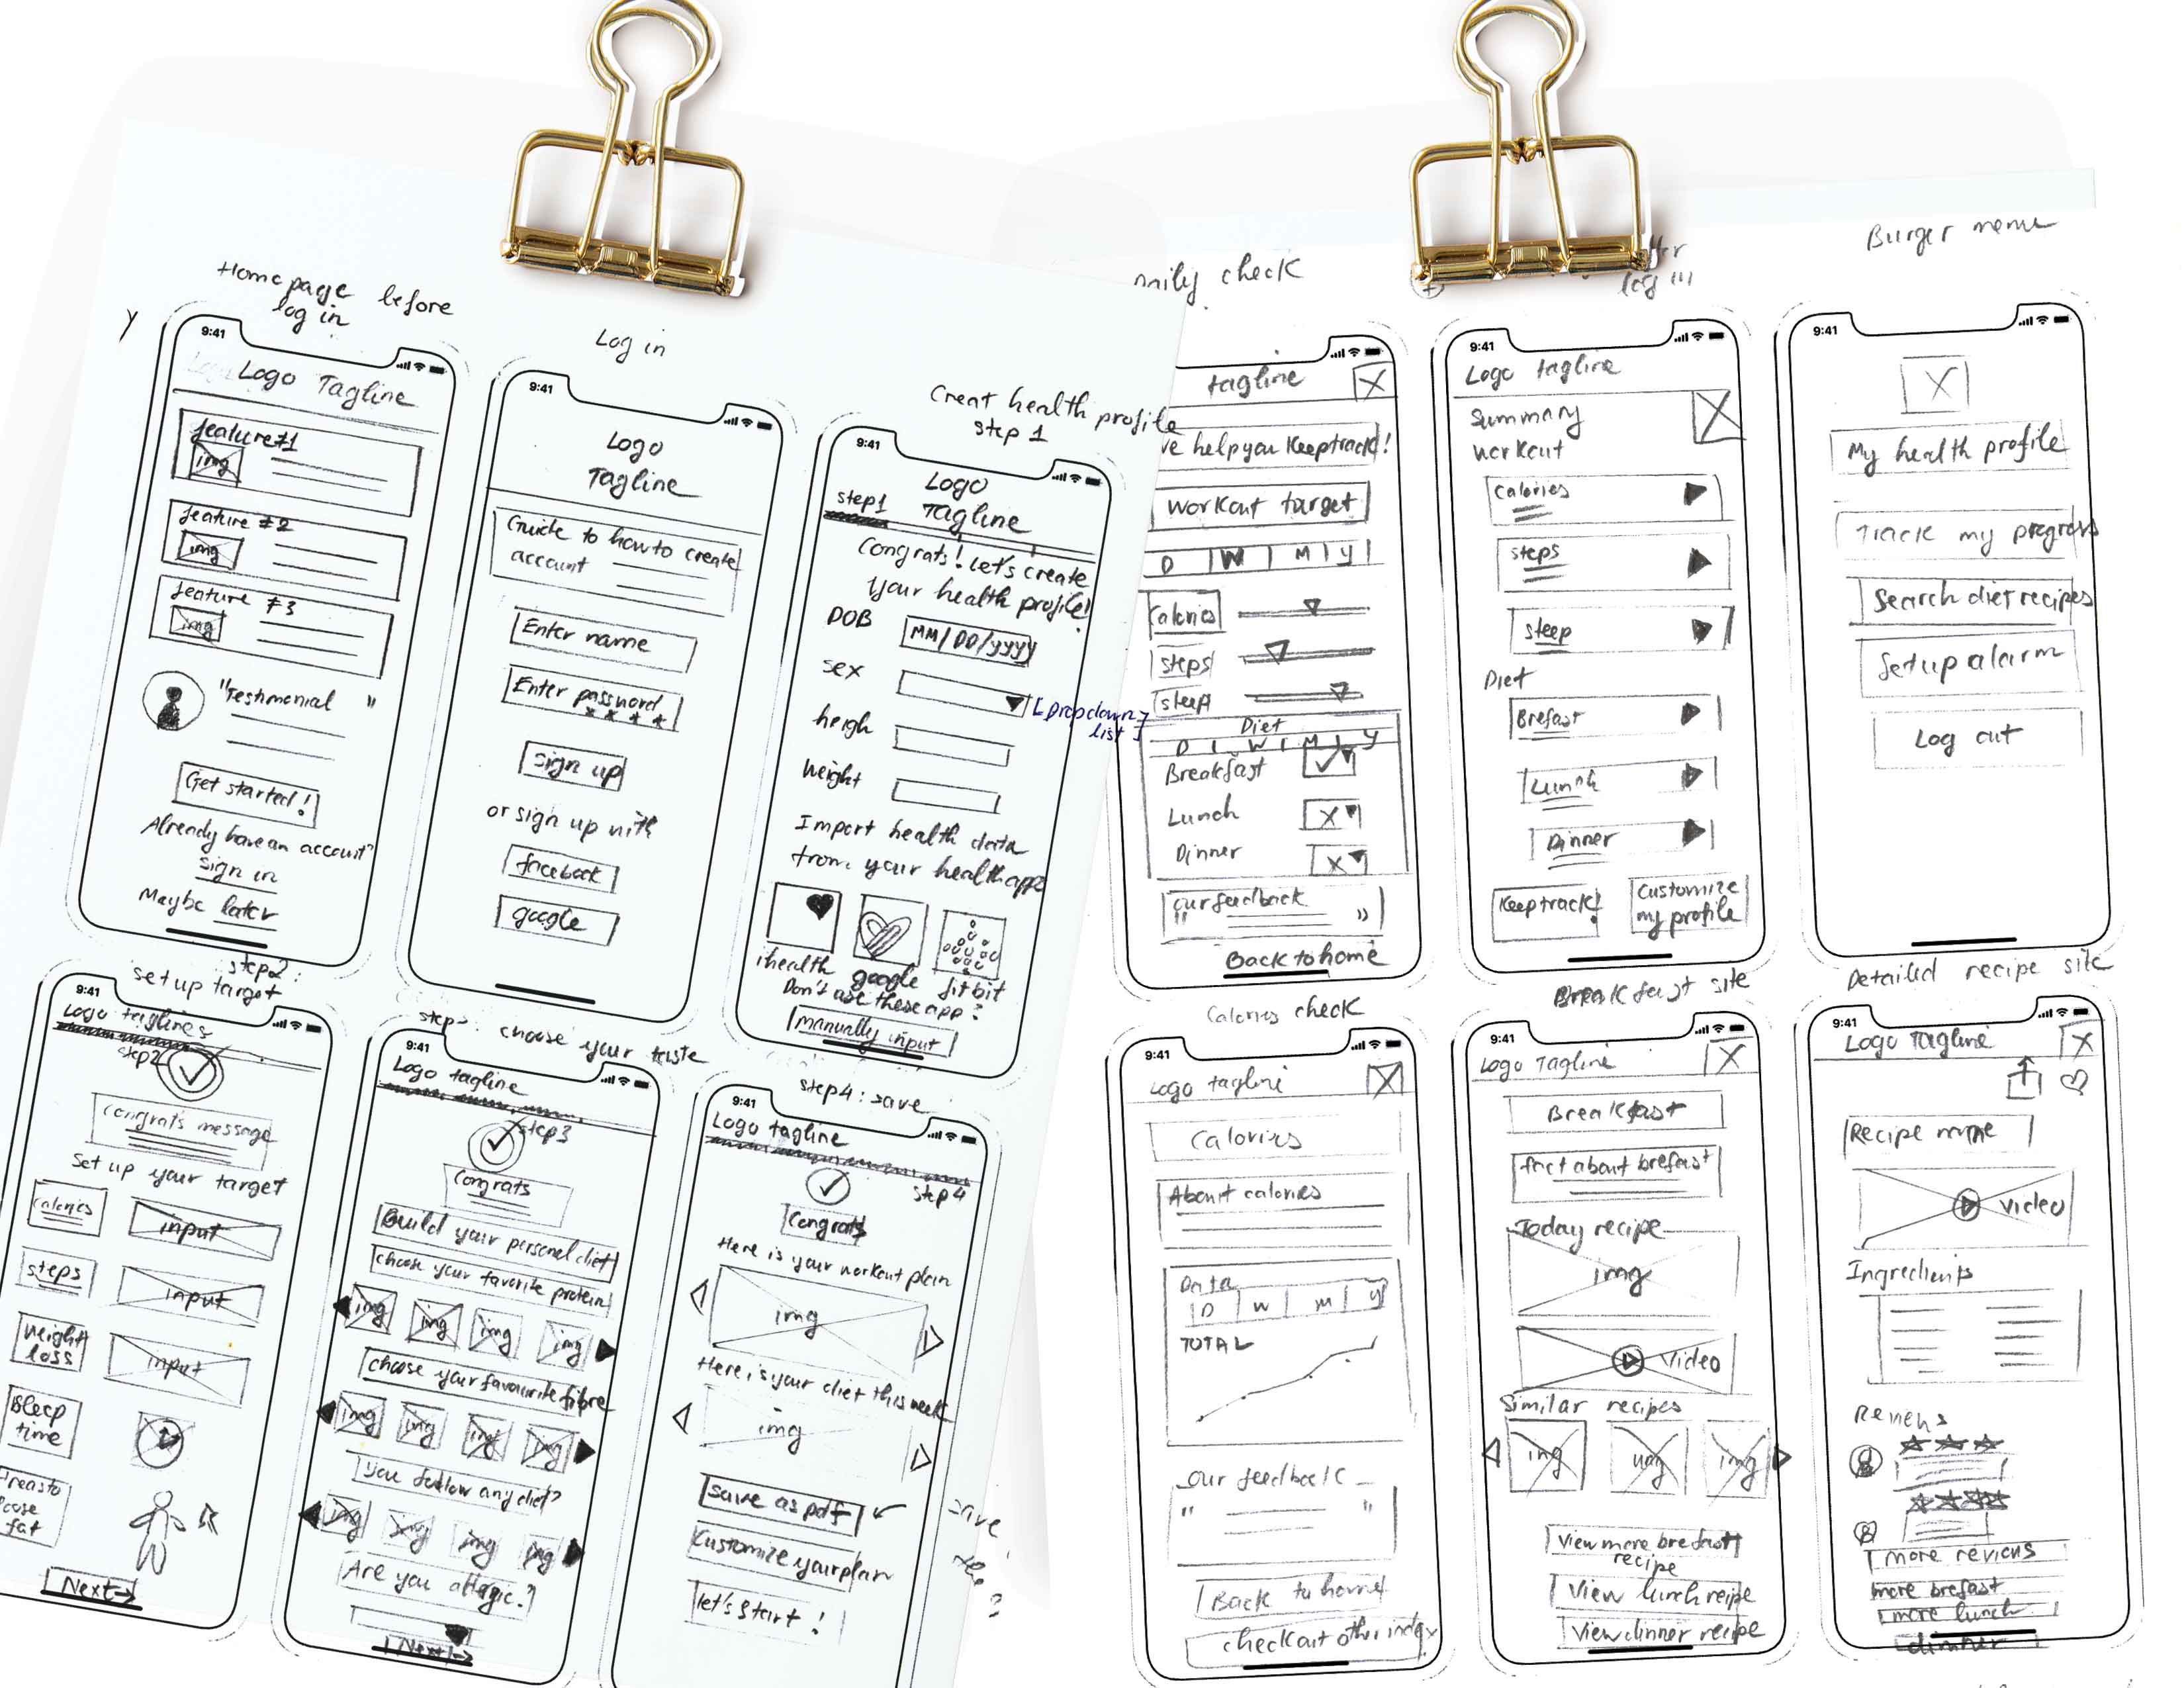 Home page before
log in
9:41
Logo Tagline
feature #1
img
feature #2
img
feature #3
img
"Testimonial "
Get started!
Already have an account?
Sign in
Maybe later
Log in
9:41
Logo
Tagline
Guide to how to create
account
Enter name
Enter password
* * * *
Sign up
or sign up with
facebook
google
Creat health profile
step 1
9:41
Logo
step1 Tagline
Congrats! Let's create
your health profile!
DOB MM/DD/yyyy
sex
[Dropdown
list]
heigh
Weight
Import health data
from your health app
ihealth google fitbit
Don't use these app?
manually input
step2:
set up target
9:41
Logo taglines
step2
Congrats message
Set up your target
calories input
steps input
Weight
loss input
Bleep
time
fat
Next→
step3: choose your taste
9:41
Logo tagline
step3
Congrats
Build your personal diet
choose your favorite protein
img img img img
choose your favourite fibre
img img img img
you follow any diet?
img img img img
Are you allergic?
Next→
step4: save
9:41
Logo tagline
step 4
Congrats
Here is your workout plan
img
Here is your diet this week
img
save as pdf
Customize your plan
let's start!
Daily check
tagline
help you Keep track!
Workout target
D W M Y
Calories
steps
sleep
Diet
D W M Y
Breakfast
Lunch
Dinner
our feedback
" "
Back to home
log in
9:41
Logo tagline
Summary
workout
Calories
steps
sleep
Diet
Brefast
Lunch
Dinner
Keep track!
Customize
my profile
Burger menu
9:41
My health profile
Track my progress
Search diet recipes
Set up alarm
Log out
Calories check
9:41
Logo tagline
Calories
About calories
Data
D W M Y
TOTAL
our feedback
" "
Back to home
check out other index
Breakfast site
9:41
Logo Tagline
Breakfast
fact about brefast
Today recipe
img
video
Similar recipes
img img img
view more brefast
recipe
View lunch recipe
View dinner recipe
Detailed recipe site
9:41
Logo Tagline
Recipe name
video
Ingredients
Reviews
more reviews
more brefast
more lunch
dinner